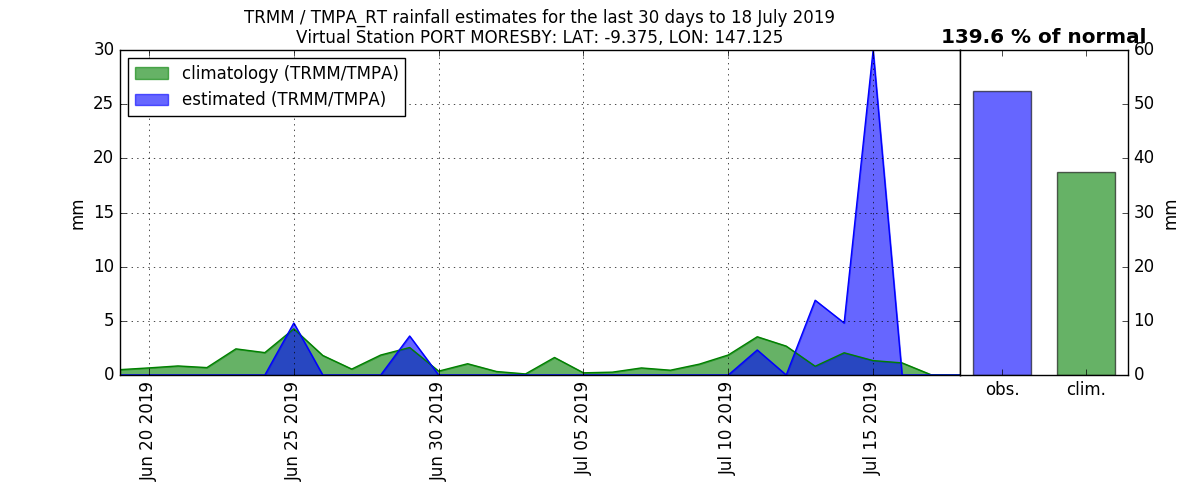 TRMM / TMPA_RT rainfall estimates for the last 30 days to 18 July 2019
Virtual Station PORT MORESBY: LAT: -9.375, LON: 147.125
139.6 % of normal
climatology (TRMM/TMPA)
estimated (TRMM/TMPA)
30
25
20
15
10
5
0
mm
Jun 20 2019
Jun 25 2019
Jun 30 2019
Jul 05 2019
Jul 10 2019
Jul 15 2019
obs.
clim.
60
50
40
30
20
10
0
mm